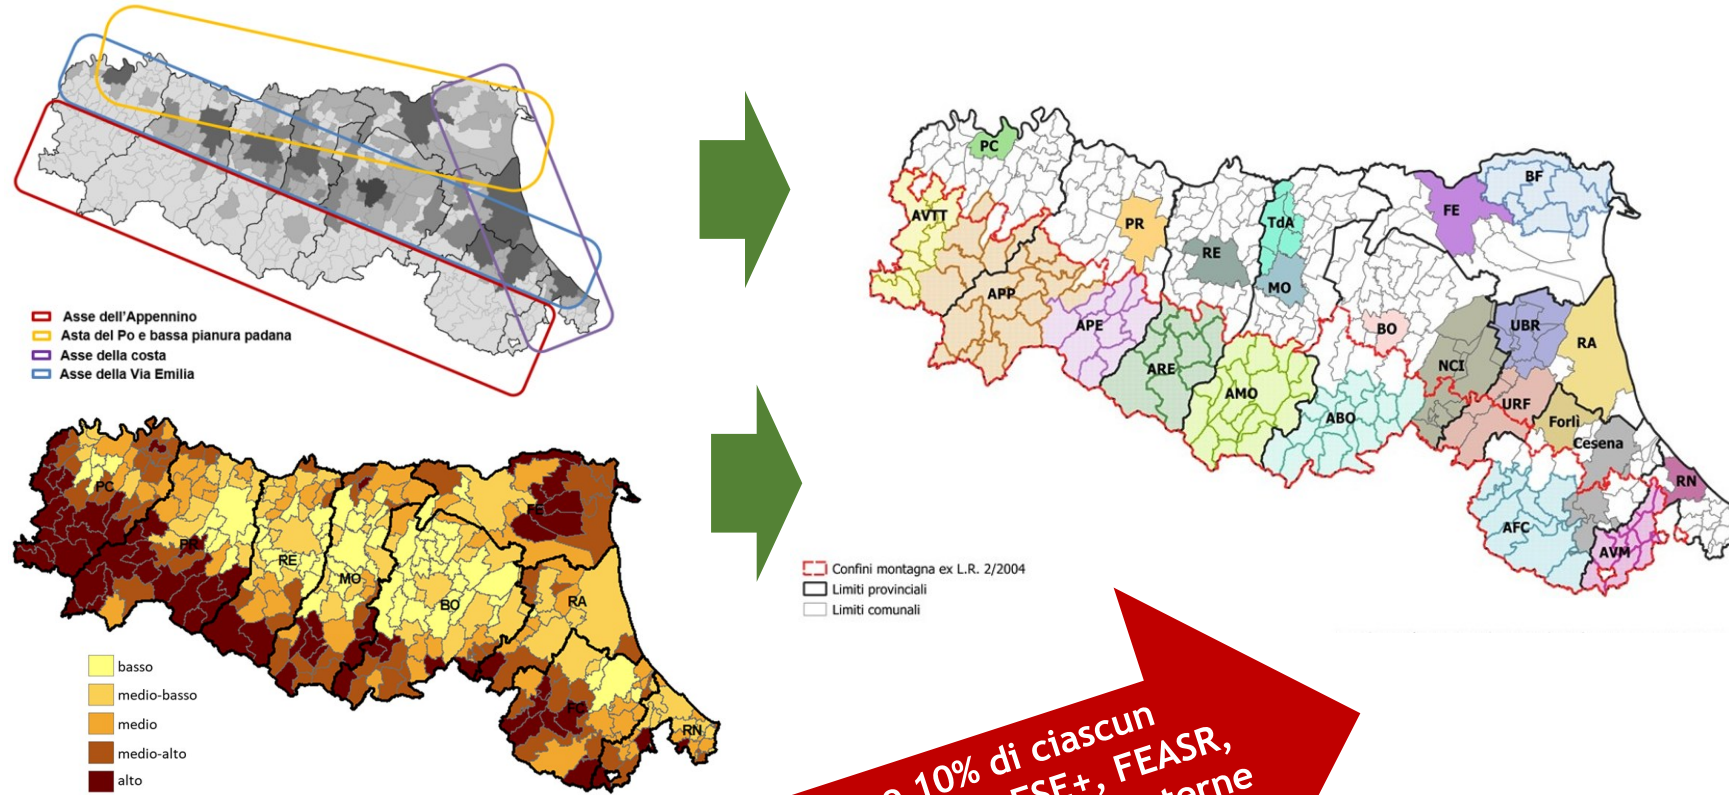 Asse dell'Appennino
Asta del Po e bassa pianura padana
Asse della costa
Asse della Via Emilia
PC
AVTT
APP
PR
APE
RE
ARE
TdA
MO
AMO
BO
ABO
FE
BF
NCI
UBR
RA
URF
Forlì
Cesena
RN
AFC
AVM
Confini montagna ex L.R. 2/2004
Limiti provinciali
Limiti comunali
PC
PR
RE
MO
BO
FE
RA
FC
RN
basso
medio-basso
medio
medio-alto
alto
10% di ciascun
FSE+, FEASR,